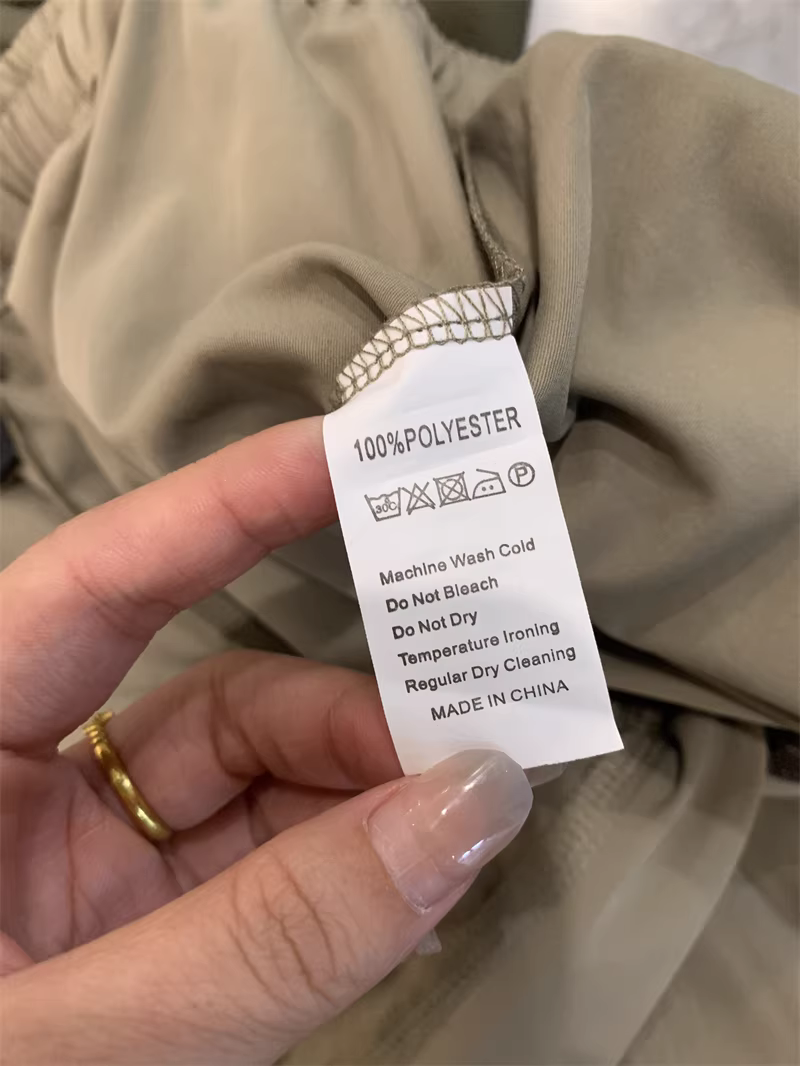 100%POLYESTER
30C P
Machine Wash Cold
Do Not Bleach
Do Not Dry
Temperature Ironing
Regular Dry Cleaning
MADE IN CHINA